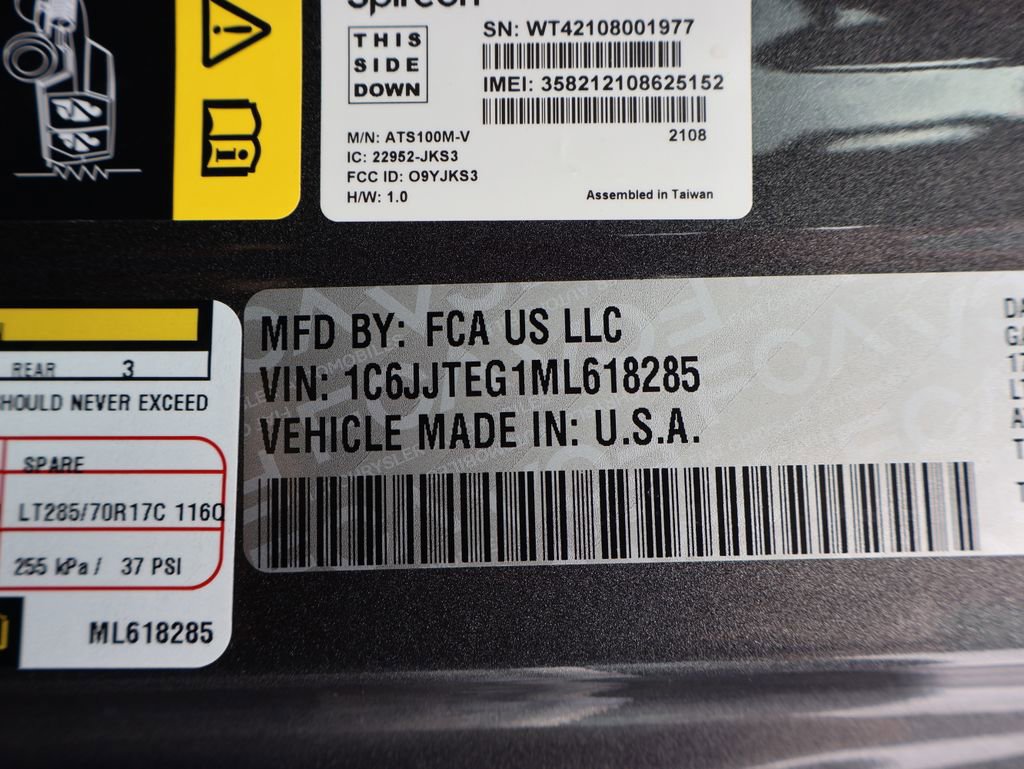 Spireon
THIS
SIDE
DOWN
SN: WT42108001977
IMEI: 358212108625152
2108
M/N: ATS100M-V
IC: 22952-JKS3
FCC ID: O9YJKS3
H/W: 1.0
Assembled in Taiwan
REAR 3
SHOULD NEVER EXCEED
SPARE
LT285/70R17C 116Q
255 kPa / 37 PSI
ML618285
MFD BY: FCA US LLC
VIN: 1C6JJTEG1ML618285
VEHICLE MADE IN: U.S.A.